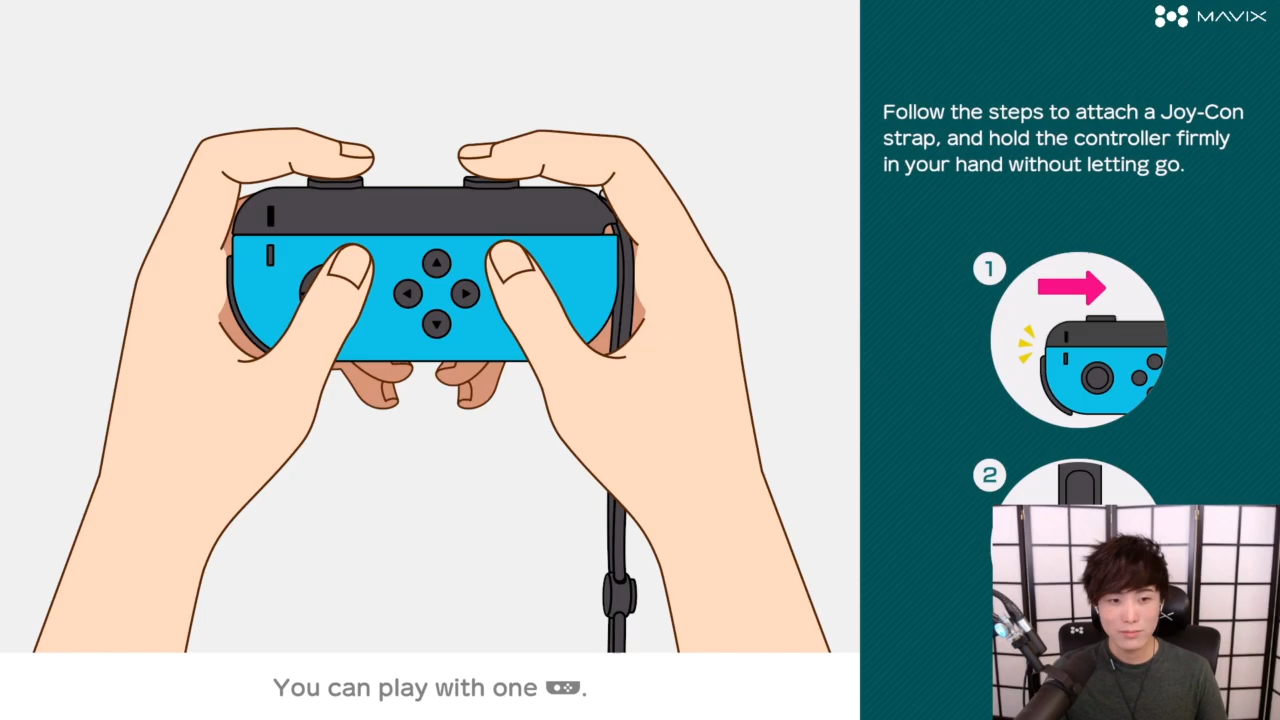 MAVIX
Follow the steps to attach a Joy-Con
strap, and hold the controller firmly
in your hand without letting go.
1
2
You can play with one .